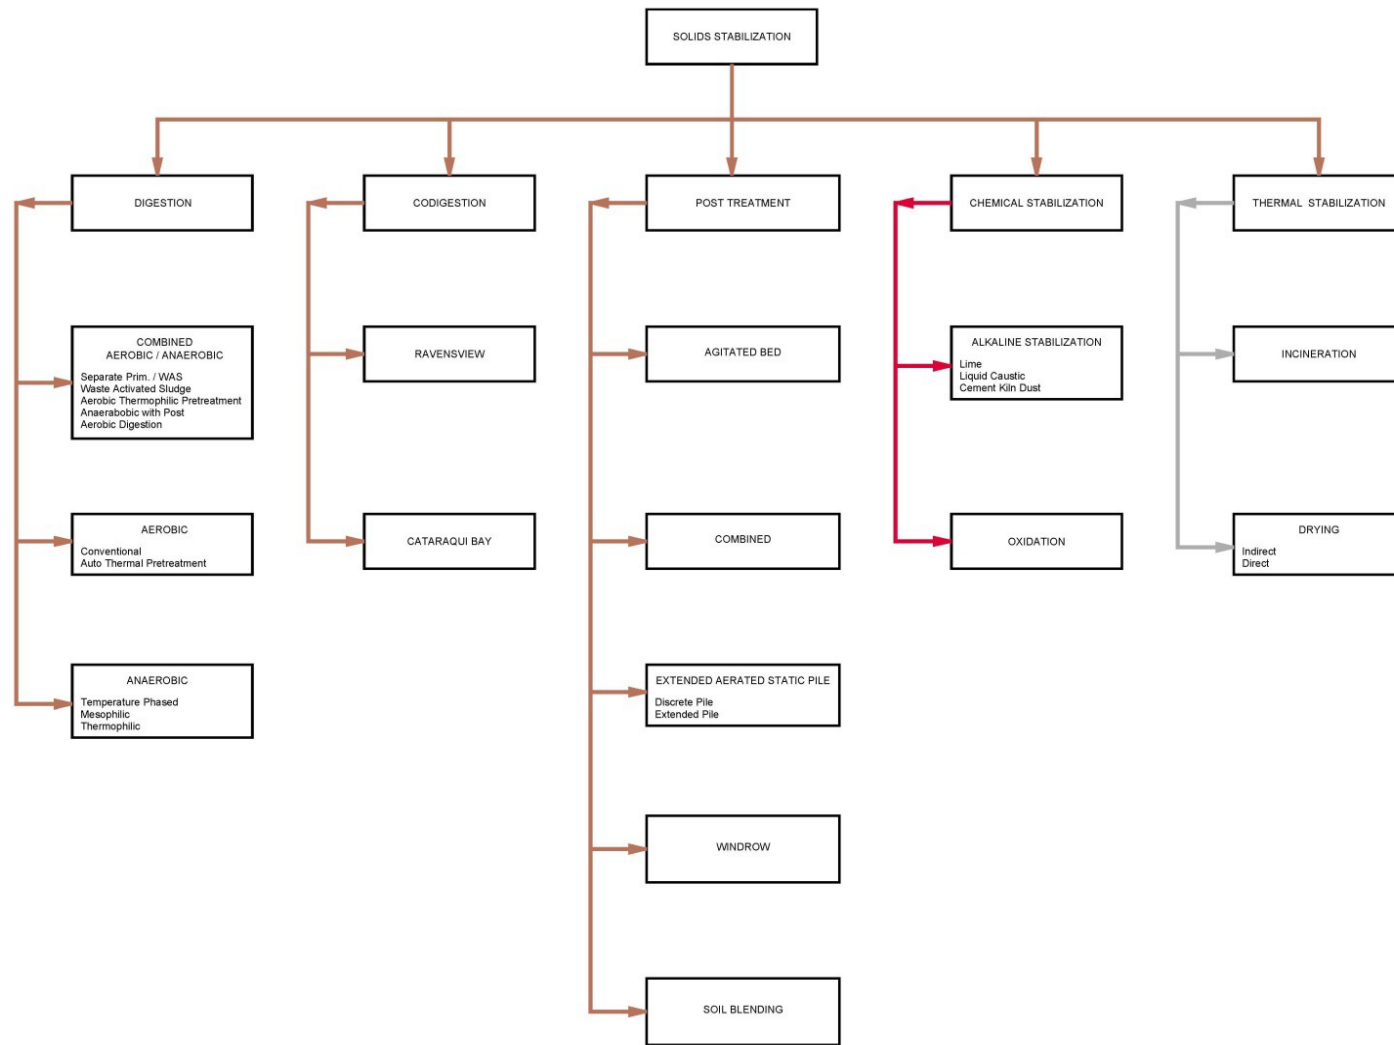 SOLIDS STABILIZATION
DIGESTION
CODIGESTION
POST TREATMENT
CHEMICAL STABILIZATION
THERMAL STABILIZATION
COMBINED
AEROBIC / ANAEROBIC
Separate Prim. / WAS
Waste Activated Sludge
Aerobic Thermophilic Pretreatment
Anaerabobic with Post
Aerobic Digestion
AEROBIC
Conventional
Auto Thermal Pretreatment
ANAEROBIC
Temperature Phased
Mesophilic
Thermophilic
RAVENSVIEW
CATARAQUI BAY
AGITATED BED
COMBINED
EXTENDED AERATED STATIC PILE
Discrete Pile
Extended Pile
WINDROW
SOIL BLENDING
ALKALINE STABILIZATION
Lime
Liquid Caustic
Cement Kiln Dust
OXIDATION
INCINERATION
DRYING
Indirect
Direct